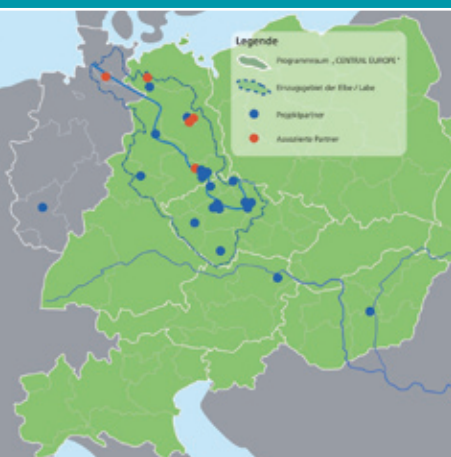 Legende
Programmraum „CENTRAL EUROPE“
Einzugsgebiet der Elbe / Labe
Projektpartner
Assoziierte Partner